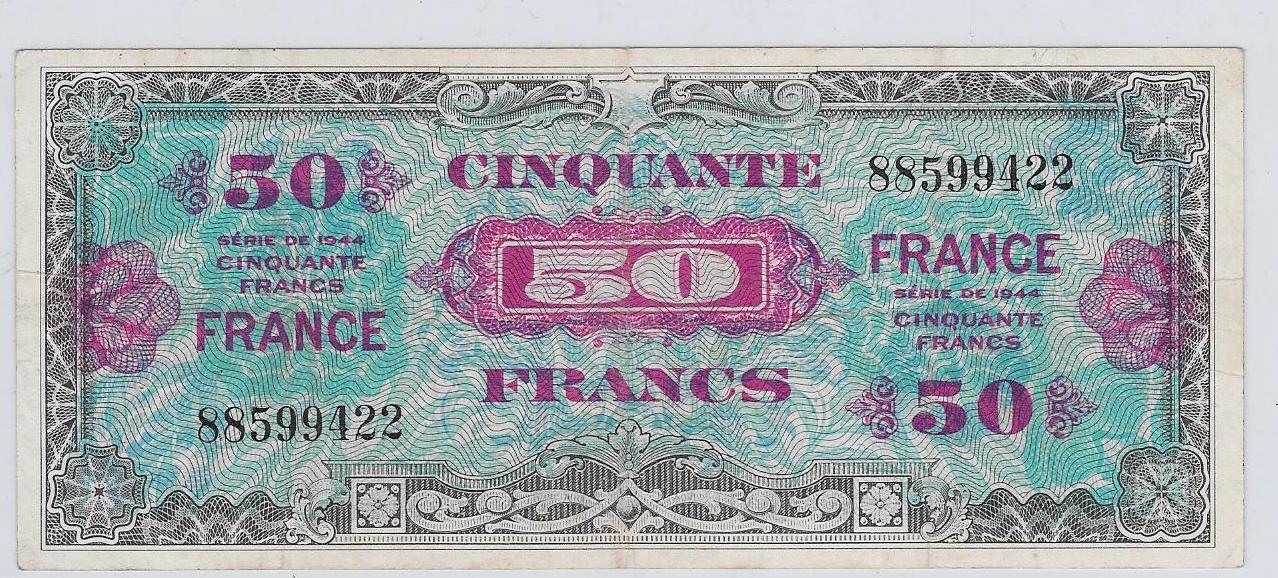 50
CINQUANTE
88599422
SÉRIE DE 1944
CINQUANTE
FRANCS
FRANCE
50
FRANCE
SÉRIE DE 1944
CINQUANTE
FRANCS
FRANCS
88599422
50